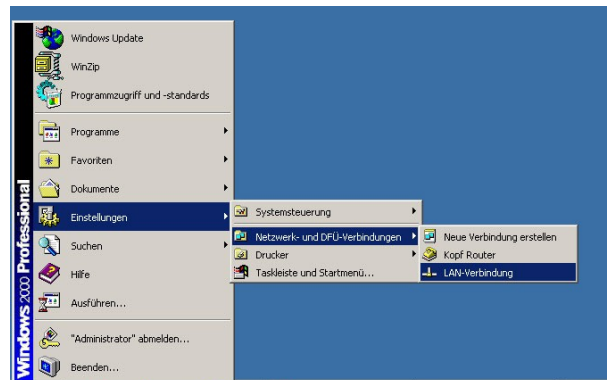 Windows Update
WinZip
Programmzugriff und -standards
Programme
Favoriten
Dokumente
Einstellungen
Suchen
Hilfe
Ausführen...
"Administrator" abmelden...
Beenden...
Windows 2000 Professional
Systemsteuerung
Netzwerk- und DFÜ-Verbindungen
Drucker
Taskleiste und Startmenü...
Neue Verbindung erstellen
Kopf Router
LAN-Verbindung